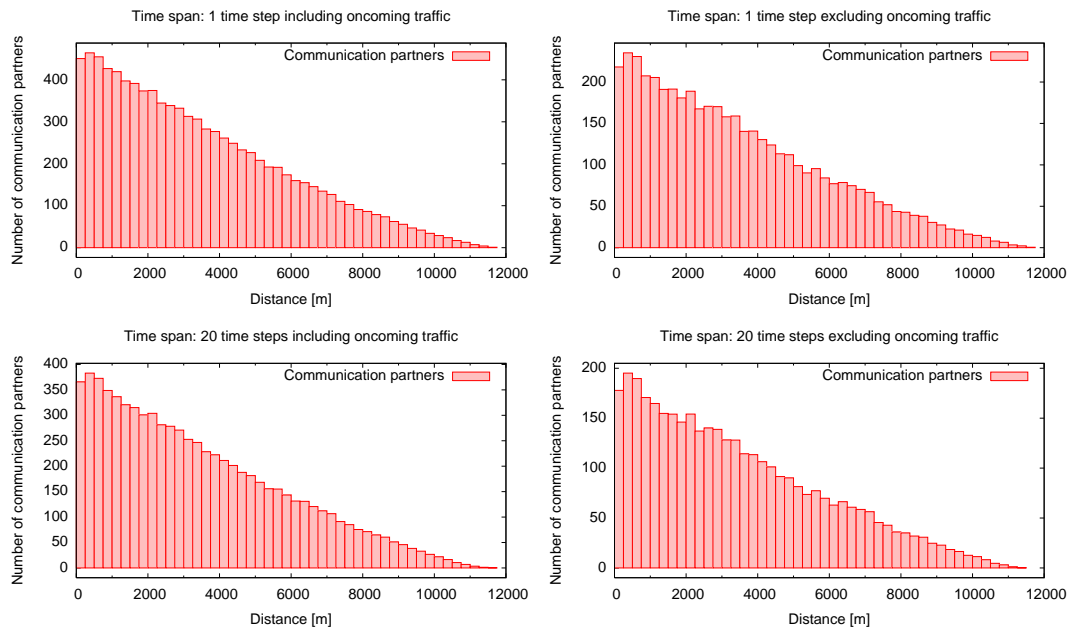 Time span: 1 time step including oncoming traffic
Number of communication partners
400
300
200
100
0
Communication partners
0 2000 4000 6000 8000 10000 12000
Distance [m]
Time span: 1 time step excluding oncoming traffic
Number of communication partners
200
150
100
50
0
Communication partners
0 2000 4000 6000 8000 10000 12000
Distance [m]
Time span: 20 time steps including oncoming traffic
Number of communication partners
400
350
300
250
200
150
100
50
0
Communication partners
0 2000 4000 6000 8000 10000 12000
Distance [m]
Time span: 20 time steps excluding oncoming traffic
Number of communication partners
200
150
100
50
0
Communication partners
0 2000 4000 6000 8000 10000 12000
Distance [m]